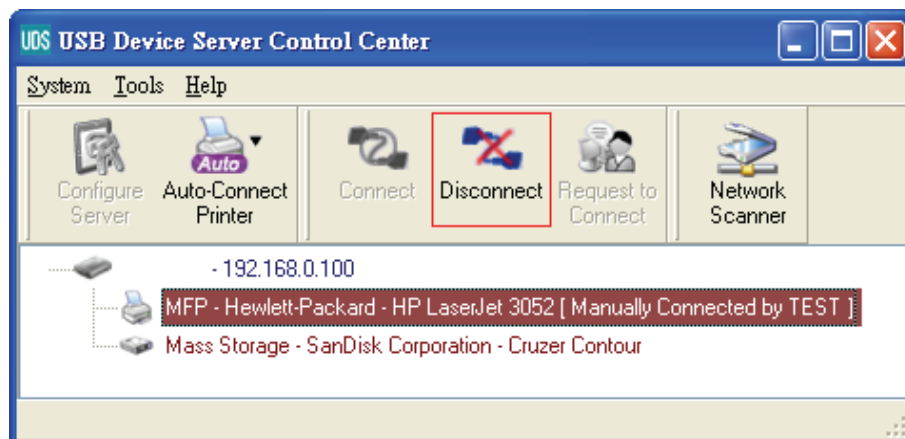 UDS USB Device Server Control Center
System Tools Help
Auto
Configure Server
Auto-Connect Printer
Connect
Disconnect
Request to Connect
Network Scanner
- 192.168.0.100
MFP - Hewlett-Packard - HP LaserJet 3052 [ Manually Connected by TEST ]
Mass Storage - SanDisk Corporation - Cruzer Contour